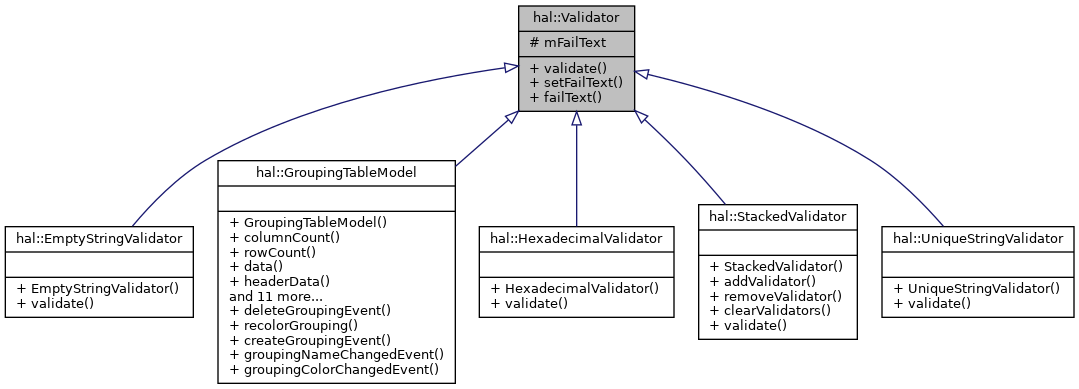 hal::Validator
# mFailText
+ validate()
+ setFailText()
+ failText()
hal::GroupingTableModel
+ GroupingTableModel()
+ columnCount()
+ rowCount()
+ data()
+ headerData()
and 11 more...
+ deleteGroupingEvent()
+ recolorGrouping()
+ createGroupingEvent()
+ groupingNameChangedEvent()
+ groupingColorChangedEvent()
hal::EmptyStringValidator
+ EmptyStringValidator()
+ validate()
hal::HexadecimalValidator
+ HexadecimalValidator()
+ validate()
hal::StackedValidator
+ StackedValidator()
+ addValidator()
+ removeValidator()
+ clearValidators()
+ validate()
hal::UniqueStringValidator
+ UniqueStringValidator()
+ validate()